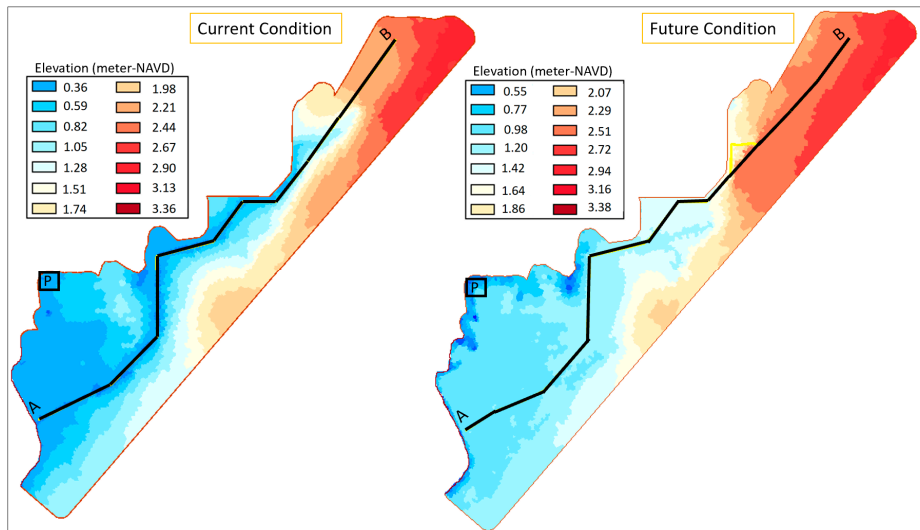 Current Condition
Elevation (meter-NAVD)
0.36 1.98
0.59 2.21
0.82 2.44
1.05 2.67
1.28 2.90
1.51 3.13
1.74 3.36
B
P
A
Future Condition
Elevation (meter-NAVD)
0.55 2.07
0.77 2.29
0.98 2.51
1.20 2.72
1.42 2.94
1.64 3.16
1.86 3.38
B
P
A